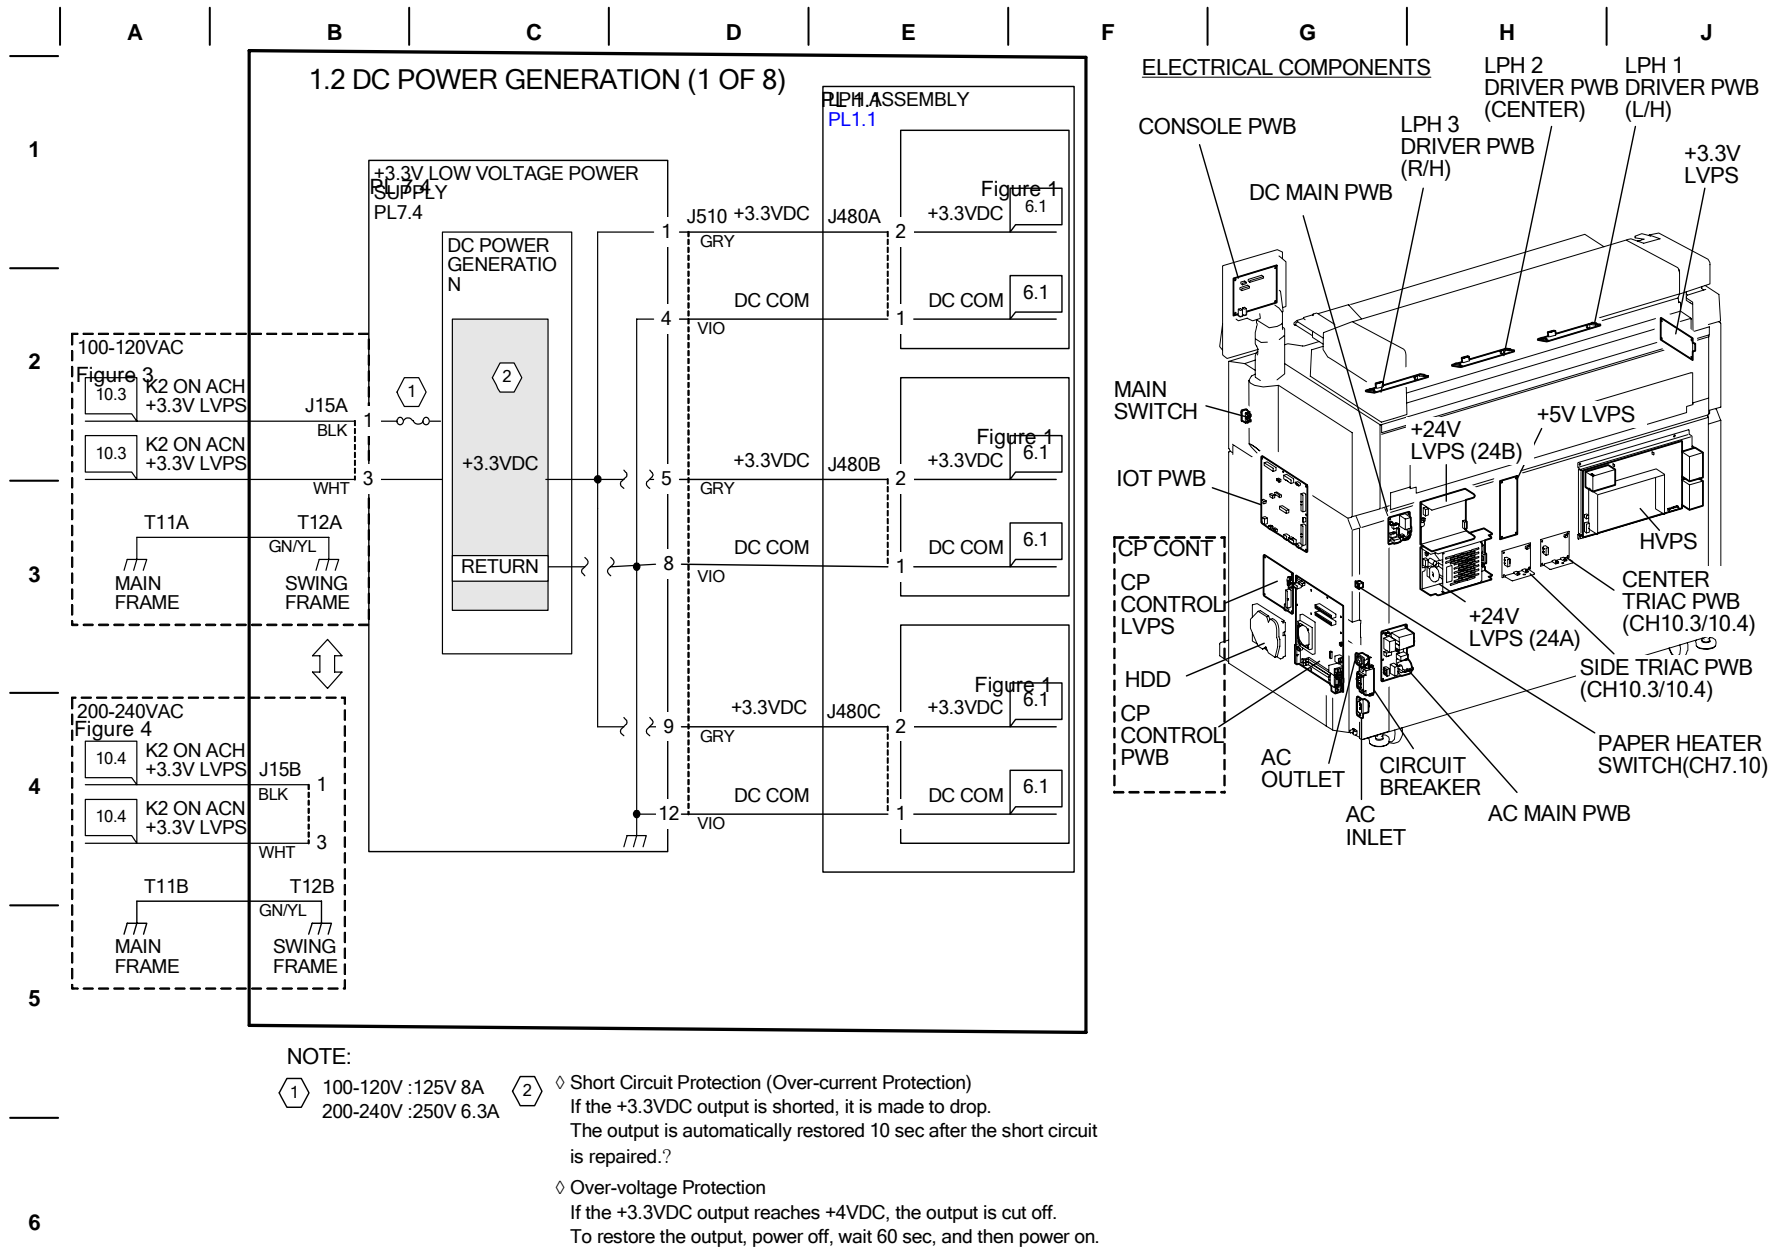 A B C D E F G H J
1.2 DC POWER GENERATION (1 OF 8)
PL 1.1
LPH ASSEMBLY
PL1.1
1
+3.3V LOW VOLTAGE POWER
SUPPLY
PL 7.4
PL7.4
DC POWER
GENERATIO
N
1
J510
+3.3VDC
GRY
J480A
2
+3.3VDC
Figure 1
6.1
4
DC COM
VIO
1
DC COM
6.1
2
100-120VAC
Figure 3
10.3
K2 ON ACH
+3.3V LVPS
J15A
1
BLK
10.3
K2 ON ACN
+3.3V LVPS
3
WHT
1
2
+3.3VDC
5
+3.3VDC
GRY
J480B
2
+3.3VDC
Figure 1
6.1
3
T11A
T12A
GN/YL
MAIN
FRAME
SWING
FRAME
RETURN
8
DC COM
VIO
1
DC COM
6.1
9
+3.3VDC
GRY
J480C
2
+3.3VDC
Figure 1
6.1
4
200-240VAC
Figure 4
10.4
K2 ON ACH
+3.3V LVPS
J15B
1
BLK
10.4
K2 ON ACN
+3.3V LVPS
3
WHT
12
DC COM
VIO
1
DC COM
6.1
T11B
T12B
GN/YL
MAIN
FRAME
SWING
FRAME
5
ELECTRICAL COMPONENTS
LPH 2
DRIVER PWB
(CENTER)
LPH 1
DRIVER PWB
(L/H)
CONSOLE PWB
LPH 3
DRIVER PWB
(R/H)
+3.3V
LVPS
DC MAIN PWB
MAIN
SWITCH
+5V LVPS
+24V
LVPS (24B)
IOT PWB
HVPS
CP CONT
CP
CONTROL
LVPS
CENTER
TRIAC PWB
(CH10.3/10.4)
+24V
LVPS (24A)
SIDE TRIAC PWB
(CH10.3/10.4)
HDD
CP
CONTROL
PWB
AC
OUTLET
CIRCUIT
BREAKER
PAPER HEATER
SWITCH(CH7.10)
AC
INLET
AC MAIN PWB
NOTE:
1
100-120V :125V 8A
200-240V :250V 6.3A
2
◊ Short Circuit Protection (Over-current Protection)
If the +3.3VDC output is shorted, it is made to drop.
The output is automatically restored 10 sec after the short circuit
is repaired.?
◊ Over-voltage Protection
If the +3.3VDC output reaches +4VDC, the output is cut off.
To restore the output, power off, wait 60 sec, and then power on.
6